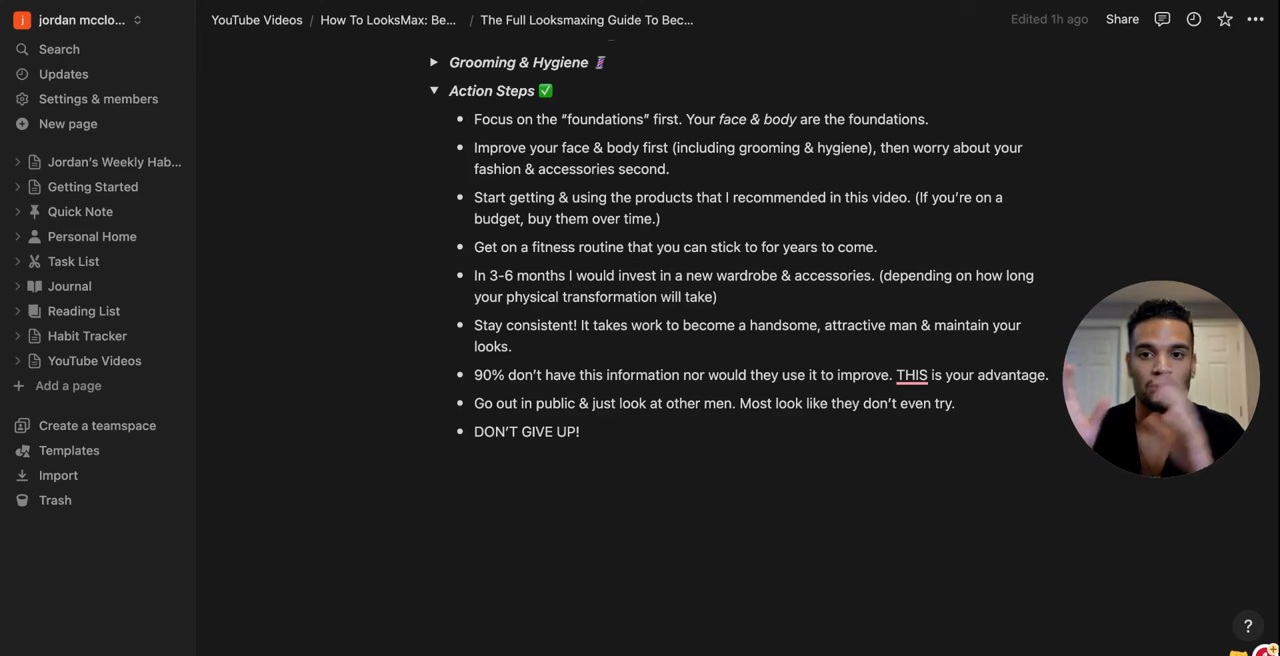 j jordan mcclo...
Search
Updates
Settings & members
New page
Jordan's Weekly Hab...
Getting Started
Quick Note
Personal Home
Task List
Journal
Reading List
Habit Tracker
YouTube Videos
Add a page
Create a teamspace
Templates
Import
Trash
YouTube Videos / How To LooksMax: Be... / The Full Looksmaxing Guide To Bec...
Edited 1h ago Share
Grooming & Hygiene
Action Steps
Focus on the “foundations” first. Your face & body are the foundations.
Improve your face & body first (including grooming & hygiene), then worry about your
fashion & accessories second.
Start getting & using the products that I recommended in this video. (If you're on a
budget, buy them over time.)
Get on a fitness routine that you can stick to for years to come.
In 3-6 months I would invest in a new wardrobe & accessories. (depending on how long
your physical transformation will take)
Stay consistent! It takes work to become a handsome, attractive man & maintain your
looks.
90% don't have this information nor would they use it to improve. THIS is your advantage.
Go out in public & just look at other men. Most look like they don't even try.
DON'T GIVE UP!
?